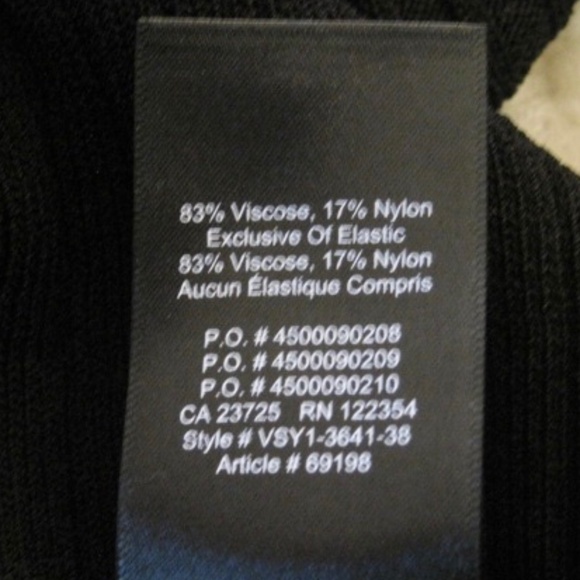 83% Viscose, 17% Nylon
Exclusive Of Elastic
83% Viscose, 17% Nylon
Aucun Élastique Compris
P.O. # 4500090208
P.O. # 4500090209
P.O. # 4500090210
CA 23725 RN 122354
Style # VSY1-3641-38
Article # 69198